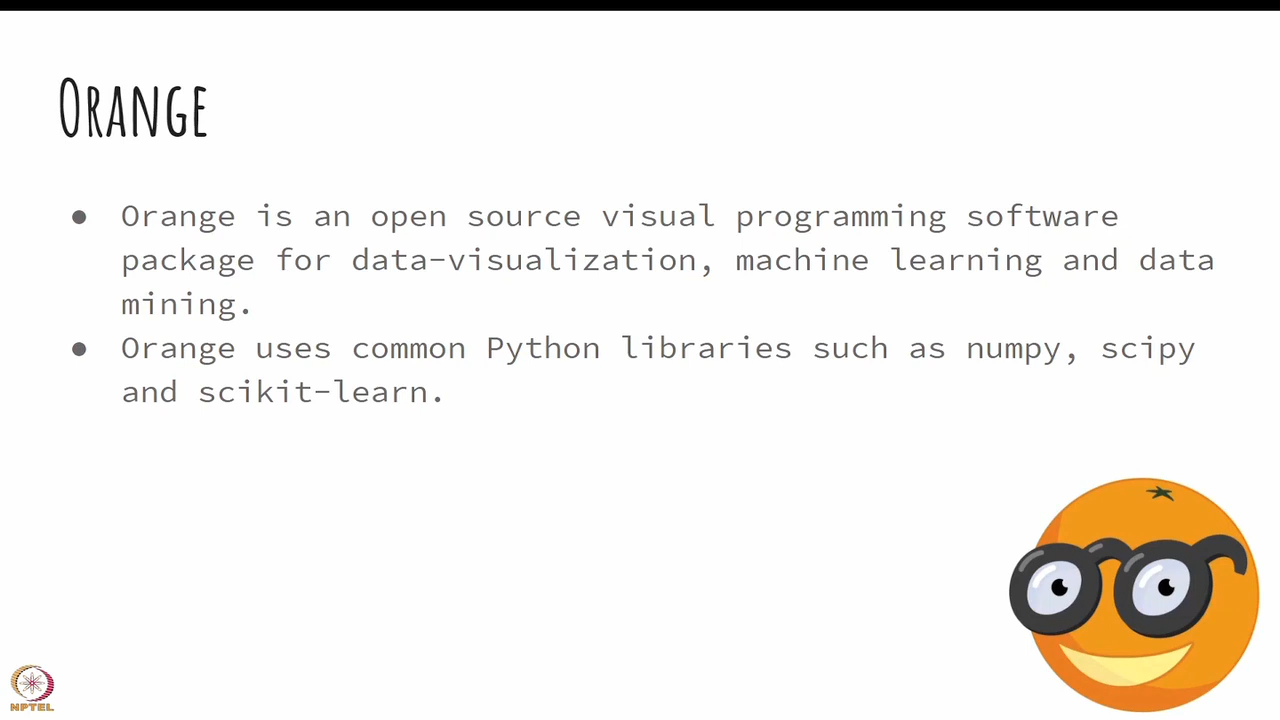 ORANGE
● Orange is an open source visual programming software
package for data-visualization, machine learning and data
mining.
● Orange uses common Python libraries such as numpy, scipy
and scikit-learn.
NPTEL